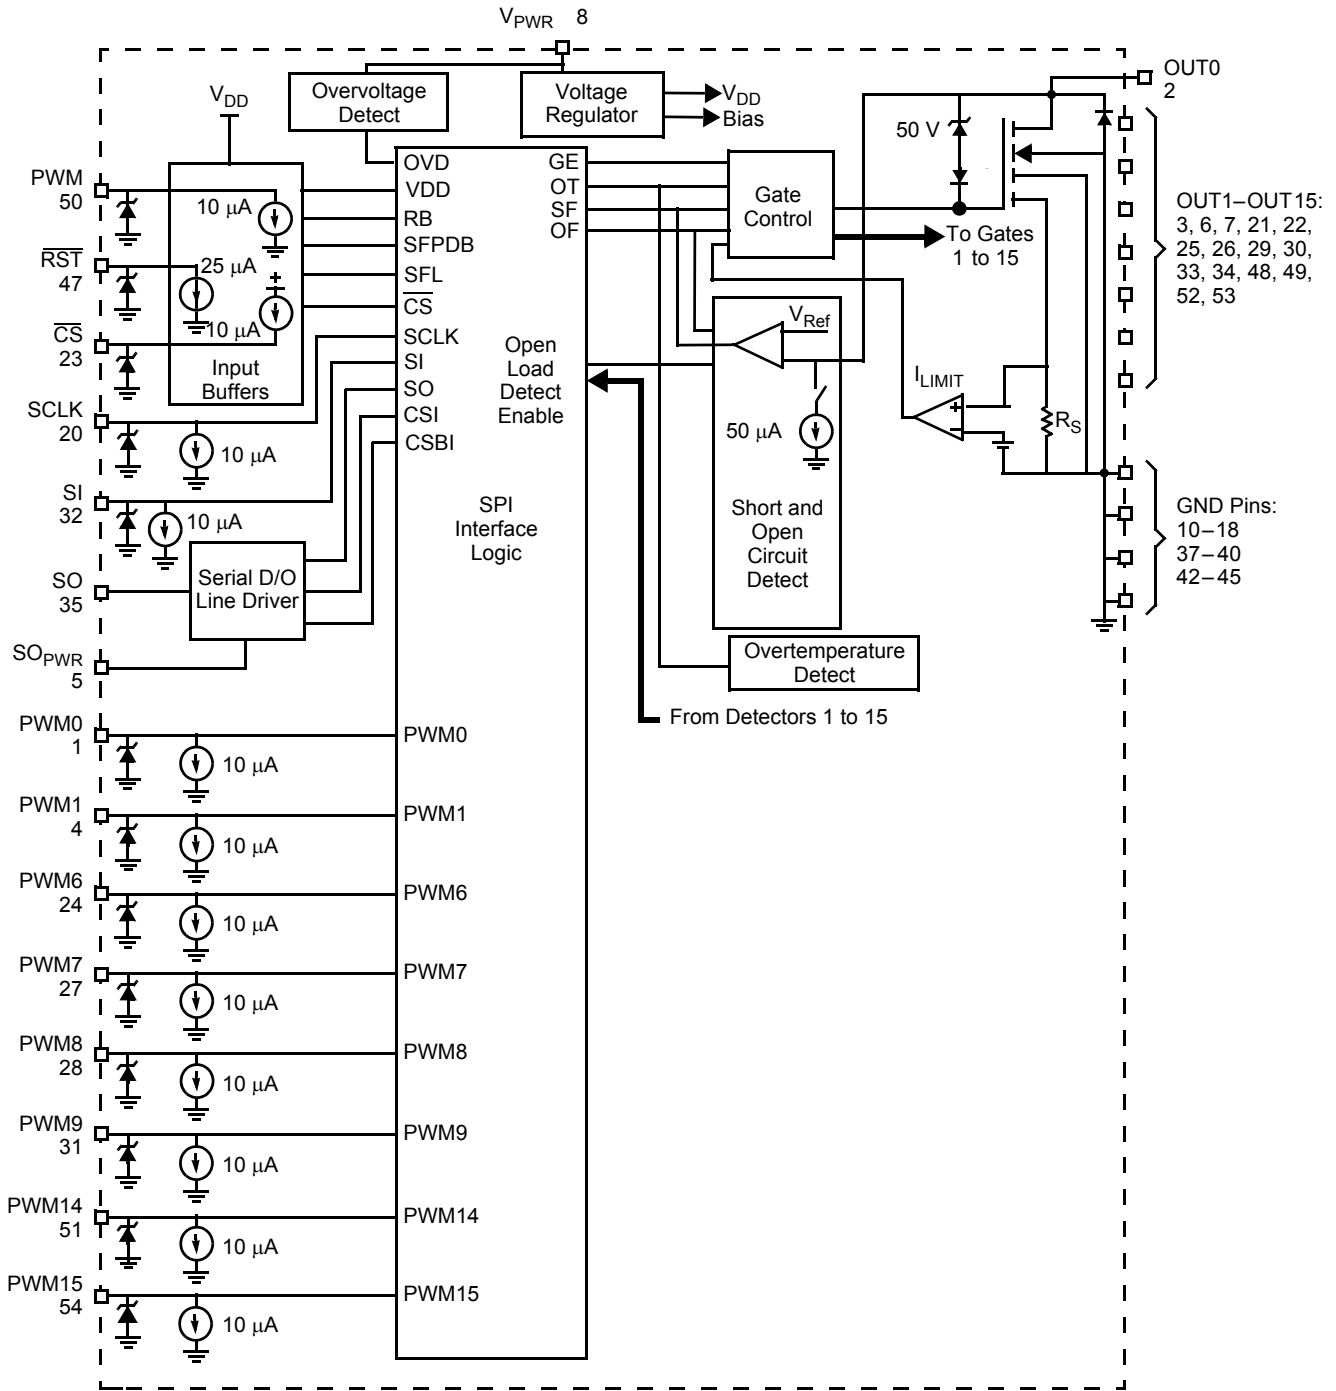 VPWR 8
Overvoltage
Detect
Voltage
Regulator
VDD
Bias
VDD
OUT0
2
50 V
PWM
50
10 μA
RST
47
25 μA
CS
23
10 μA
Input
Buffers
SCLK
20
10 μA
SI
32
10 μA
SO
35
Serial D/O
Line Driver
SOPWR
5
OVD
VDD
RB
SFPDB
SFL
CS
SCLK
SI
SO
CSI
CSBI
GE
OT
SF
OF
Open
Load
Detect
Enable
SPI
Interface
Logic
Gate
Control
To Gates
1 to 15
VRef
50 μA
Short and
Open
Circuit
Detect
ILIMIT
+
–
RS
Overtemperature
Detect
From Detectors 1 to 15
OUT1–OUT15:
3, 6, 7, 21, 22,
25, 26, 29, 30,
33, 34, 48, 49,
52, 53
GND Pins:
10–18
37–40
42–45
PWM0
1
10 μA
PWM0
PWM1
4
10 μA
PWM1
PWM6
24
10 μA
PWM6
PWM7
27
10 μA
PWM7
PWM8
28
10 μA
PWM8
PWM9
31
10 μA
PWM9
PWM14
51
10 μA
PWM14
PWM15
54
10 μA
PWM15